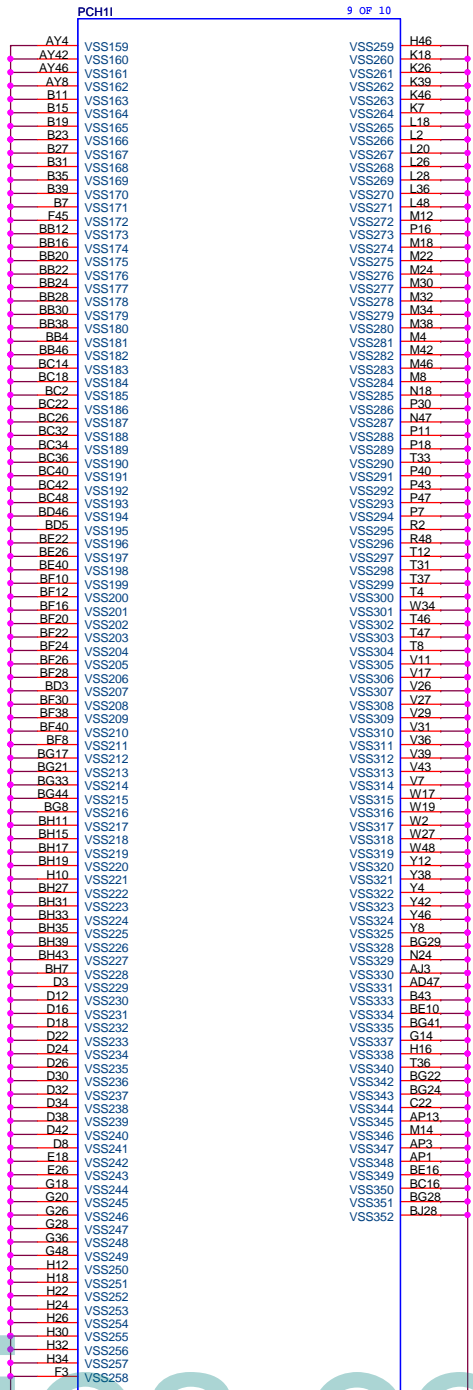 PCH1I
9 OF 10
AY4 VSS159
AY42 VSS160
AY46 VSS161
AY8 VSS162
B11 VSS163
B15 VSS164
B19 VSS165
B23 VSS166
B27 VSS167
B31 VSS168
B35 VSS169
B39 VSS170
B7 VSS171
F45 VSS172
BB12 VSS173
BB16 VSS174
BB20 VSS175
BB22 VSS176
BB24 VSS177
BB28 VSS178
BB30 VSS179
BB38 VSS180
BB4 VSS181
BB46 VSS182
BC14 VSS183
BC18 VSS184
BC2 VSS185
BC22 VSS186
BC26 VSS187
BC32 VSS188
BC34 VSS189
BC36 VSS190
BC40 VSS191
BC42 VSS192
BC48 VSS193
BD46 VSS194
BD5 VSS195
BE22 VSS196
BE26 VSS197
BE40 VSS198
BF10 VSS199
BF12 VSS200
BF16 VSS201
BF20 VSS202
BF22 VSS203
BF24 VSS204
BF26 VSS205
BF28 VSS206
BD3 VSS207
BF30 VSS208
BF38 VSS209
BF40 VSS210
BF8 VSS211
BG17 VSS212
BG21 VSS213
BG33 VSS214
BG44 VSS215
BG8 VSS216
BH11 VSS217
BH15 VSS218
BH17 VSS219
BH19 VSS220
H10 VSS221
BH27 VSS222
BH31 VSS223
BH33 VSS224
BH35 VSS225
BH39 VSS226
BH43 VSS227
BH7 VSS228
D3 VSS229
D12 VSS230
D16 VSS231
D18 VSS232
D22 VSS233
D24 VSS234
D26 VSS235
D30 VSS236
D32 VSS237
D34 VSS238
D38 VSS239
D42 VSS240
D8 VSS241
E18 VSS242
E26 VSS243
G18 VSS244
G20 VSS245
G26 VSS246
G28 VSS247
G36 VSS248
G48 VSS249
H12 VSS250
H18 VSS251
H22 VSS252
H24 VSS253
H26 VSS254
H30 VSS255
H32 VSS256
H34 VSS257
F3 VSS258
VSS259 H46
VSS260 K18
VSS261 K26
VSS262 K39
VSS263 K46
VSS264 K7
VSS265 L18
VSS266 L2
VSS267 L20
VSS268 L26
VSS269 L28
VSS270 L36
VSS271 L48
VSS272 M12
VSS273 P16
VSS274 M18
VSS275 M22
VSS276 M24
VSS277 M30
VSS278 M32
VSS279 M34
VSS280 M38
VSS281 M4
VSS282 M42
VSS283 M46
VSS284 M8
VSS285 N18
VSS286 P30
VSS287 N47
VSS288 P11
VSS289 P18
VSS290 T33
VSS291 P40
VSS292 P43
VSS293 P47
VSS294 P7
VSS295 R2
VSS296 R48
VSS297 T12
VSS298 T31
VSS299 T37
VSS300 T4
VSS301 W34
VSS302 T46
VSS303 T47
VSS304 T8
VSS305 V11
VSS306 V17
VSS307 V26
VSS308 V27
VSS309 V29
VSS310 V31
VSS311 V36
VSS312 V39
VSS313 V43
VSS314 V7
VSS315 W17
VSS316 W19
VSS317 W2
VSS318 W27
VSS319 W48
VSS320 Y12
VSS321 Y38
VSS322 Y4
VSS323 Y42
VSS324 Y46
VSS325 Y8
VSS328 BG29
VSS329 N24
VSS330 AJ3
VSS331 AD47
VSS333 B43
VSS334 BE10
VSS335 BG41
VSS337 G14
VSS338 H16
VSS340 T36
VSS342 BG22
VSS343 BG24
VSS344 C22
VSS345 AP13
VSS346 M14
VSS347 AP3
VSS348 AP1
VSS349 BE16
VSS350 BC16
VSS351 BG28
VSS352 BJ28